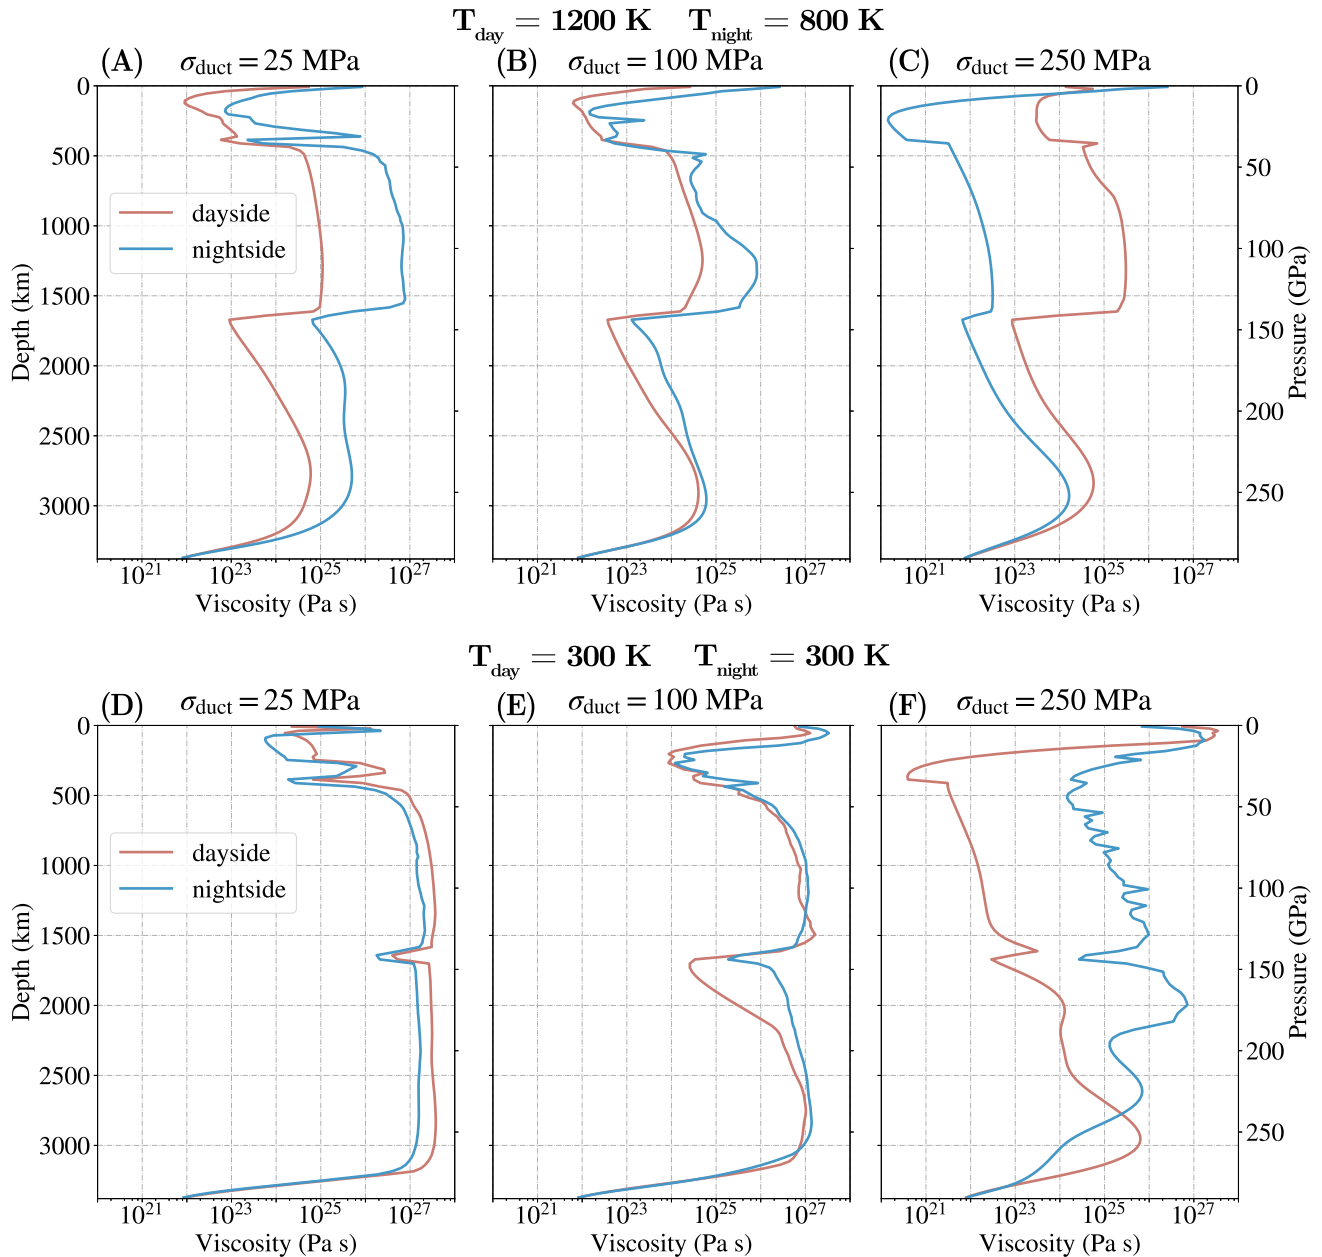 T_day = 1200 K T_night = 800 K
(A) σ_duct = 25 MPa
(B) σ_duct = 100 MPa
(C) σ_duct = 250 MPa
0
500
1000
1500
2000
2500
3000
Depth (km)
dayside
nightside
0
50
100
150
200
250
Pressure (GPa)
10^21 10^23 10^25 10^27
Viscosity (Pa s)
10^21 10^23 10^25 10^27
Viscosity (Pa s)
10^21 10^23 10^25 10^27
Viscosity (Pa s)
T_day = 300 K T_night = 300 K
(D) σ_duct = 25 MPa
(E) σ_duct = 100 MPa
(F) σ_duct = 250 MPa
0
500
1000
1500
2000
2500
3000
Depth (km)
dayside
nightside
0
50
100
150
200
250
Pressure (GPa)
10^21 10^23 10^25 10^27
Viscosity (Pa s)
10^21 10^23 10^25 10^27
Viscosity (Pa s)
10^21 10^23 10^25 10^27
Viscosity (Pa s)